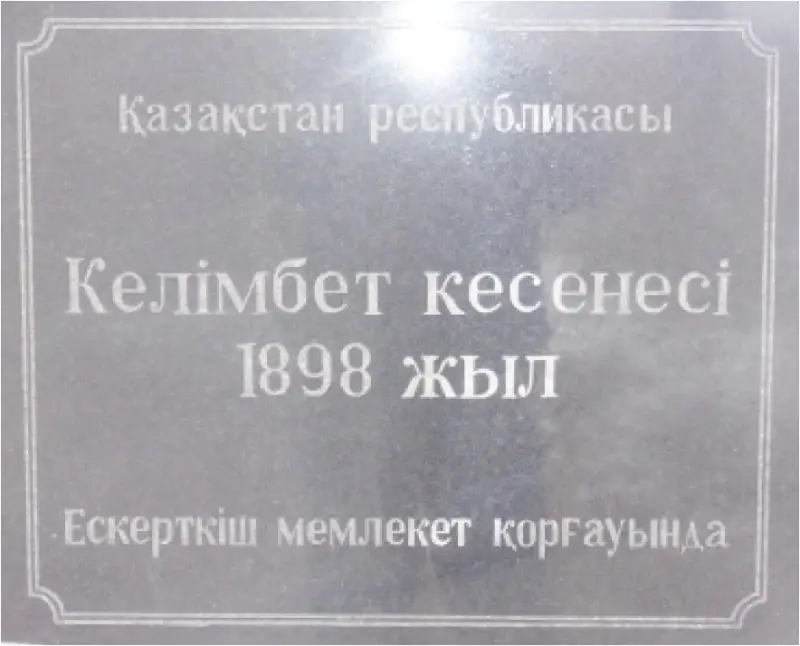 Қазақстан республикасы
Келімбет кесенесі
1898 жыл
Ескерткіш мемлекет қорғауында